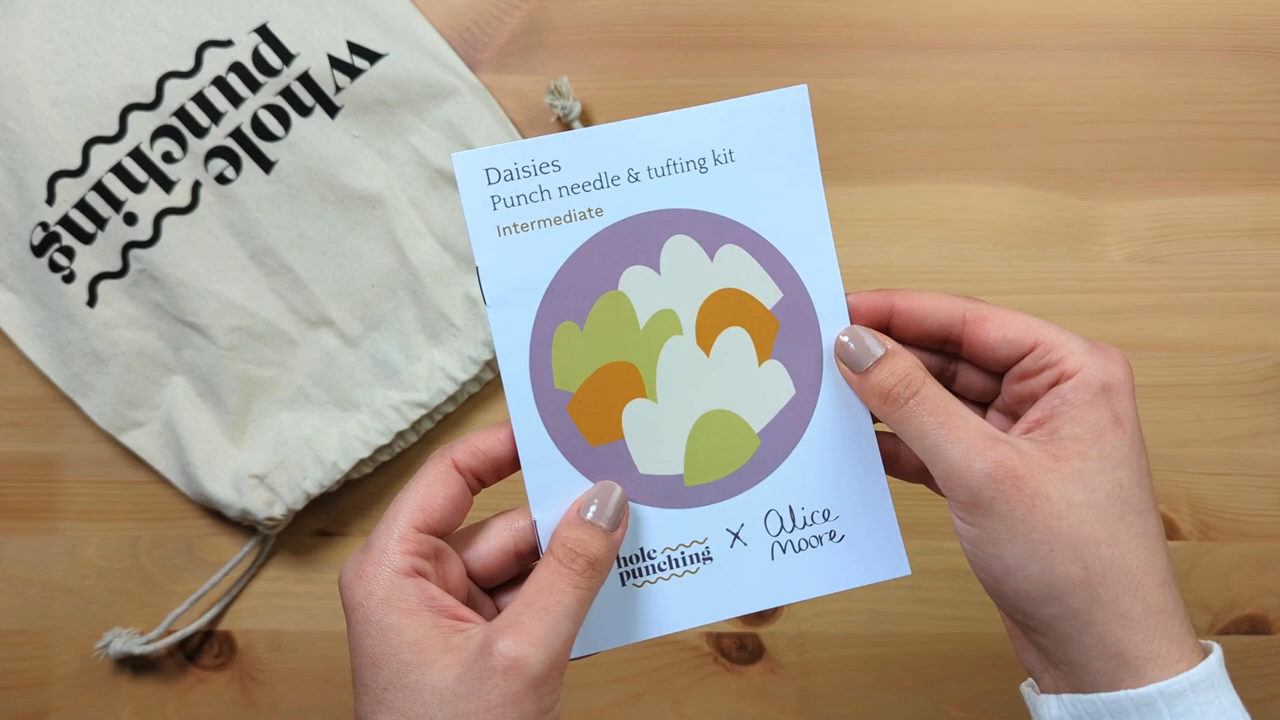 whole
punching
Daisies
Punch needle & tufting kit
Intermediate
hole
punching
X Alice
Moore